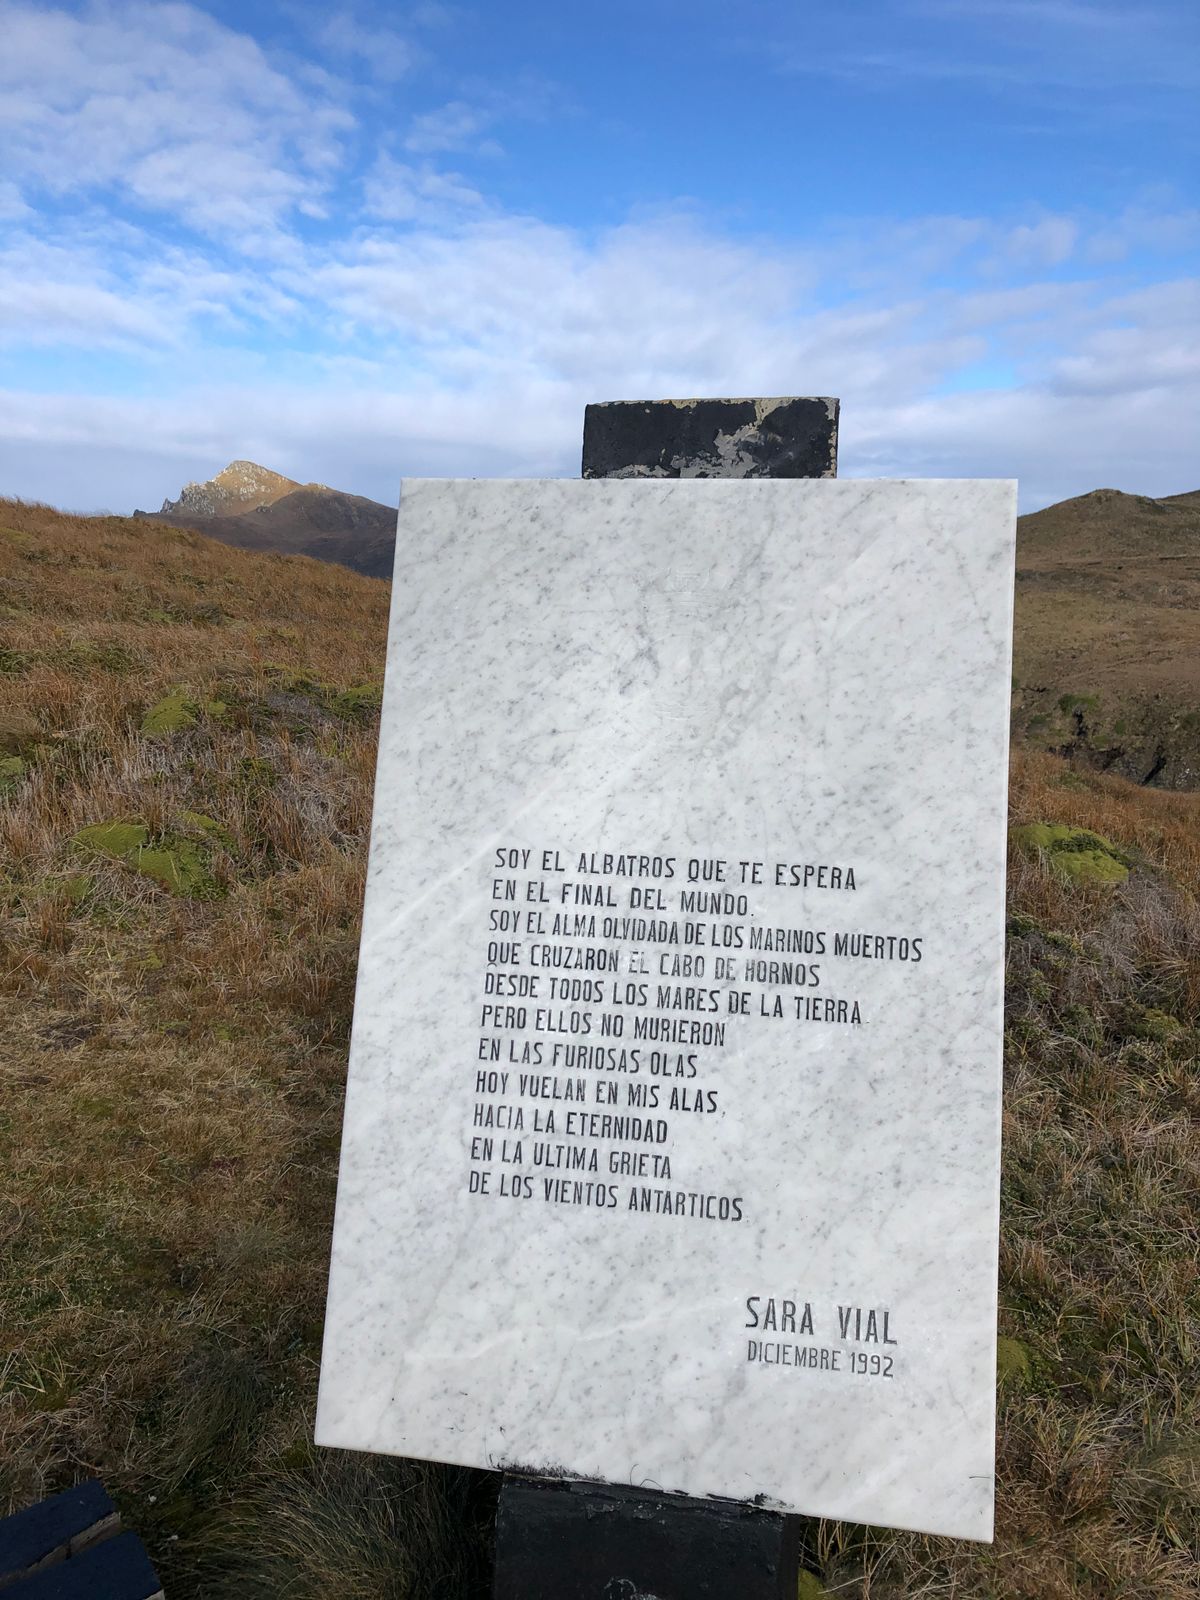 SOY EL ALBATROS QUE TE ESPERA
EN EL FINAL DEL MUNDO.
SOY EL ALMA OLVIDADA DE LOS MARINOS MUERTOS
QUE CRUZARON EL CABO DE HORNOS
DESDE TODOS LOS MARES DE LA TIERRA.
PERO ELLOS NO MURIERON
EN LAS FURIOSAS OLAS.
HOY VUELAN EN MIS ALAS,
HACIA LA ETERNIDAD,
EN LA ULTIMA GRIETA
DE LOS VIENTOS ANTARTICOS.
SARA VIAL
DICIEMBRE 1992